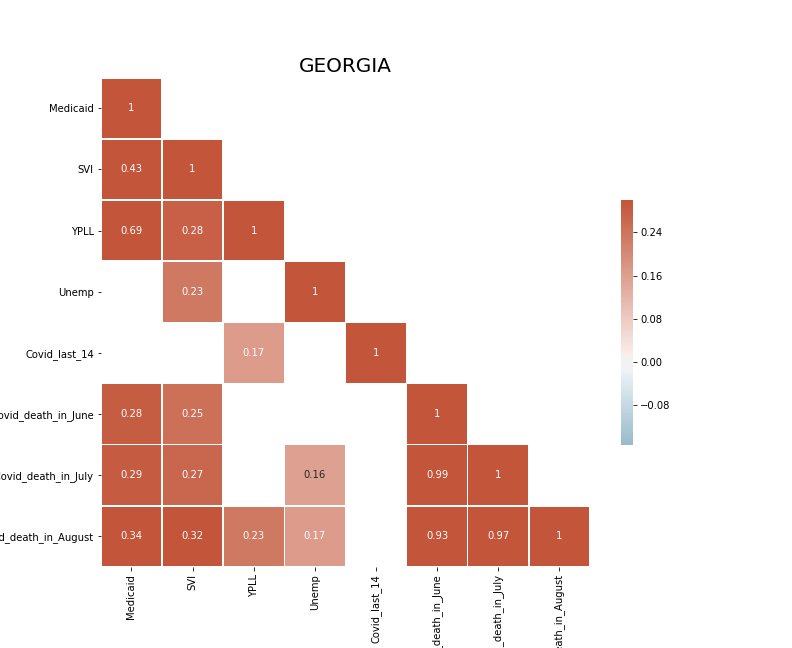 GEORGIA
Medicaid 1
SVI 0.43 1
YPLL 0.69 0.28 1
Unemp 0.23 1
Covid_last_14 0.17 1
ovid_death_in_June 0.28 0.25 1
ovid_death_in_July 0.29 0.27 0.16 0.99 1
d_death_in_August 0.34 0.32 0.23 0.17 0.93 0.97 1
Medicaid
SVI
YPLL
Unemp
Covid_last_14
_death_in_June
_death_in_July
eath_in_August
0.24
0.16
0.08
0.00
−0.08